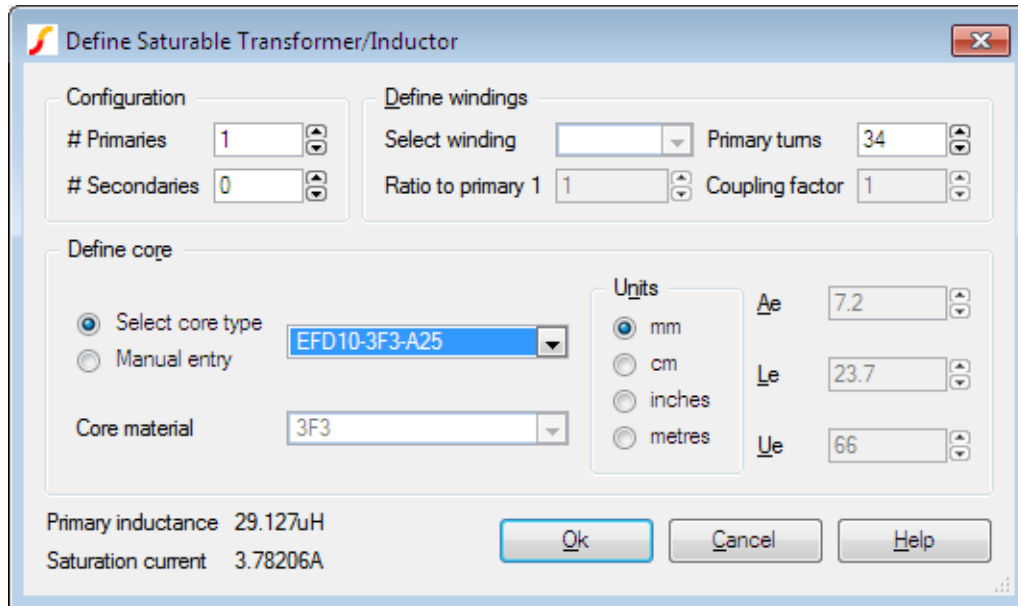 Define Saturable Transformer/Inductor
Configuration
# Primaries 1
# Secondaries 0
Define windings
Select winding Primary turns 34
Ratio to primary 1 1 Coupling factor 1
Define core
Select core type EFD10-3F3-A25
Manual entry
Core material 3F3
Units
mm
cm
inches
metres
Ae 7.2
Le 23.7
Ue 66
Primary inductance 29.127uH
Saturation current 3.78206A
Ok Cancel Help